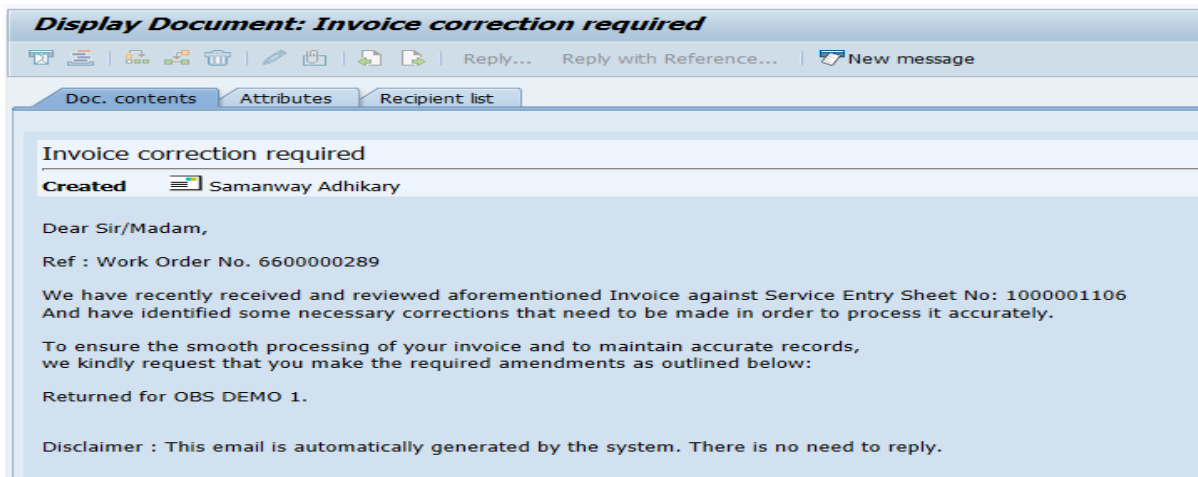 Display Document: Invoice correction required
Reply... Reply with Reference... New message
Doc. contents Attributes Recipient list
Invoice correction required
Created Samanway Adhikary
Dear Sir/Madam,
Ref : Work Order No. 6600000289
We have recently received and reviewed aforementioned Invoice against Service Entry Sheet No: 1000001106
And have identified some necessary corrections that need to be made in order to process it accurately.
To ensure the smooth processing of your invoice and to maintain accurate records,
we kindly request that you make the required amendments as outlined below:
Returned for OBS DEMO 1.
Disclaimer : This email is automatically generated by the system. There is no need to reply.